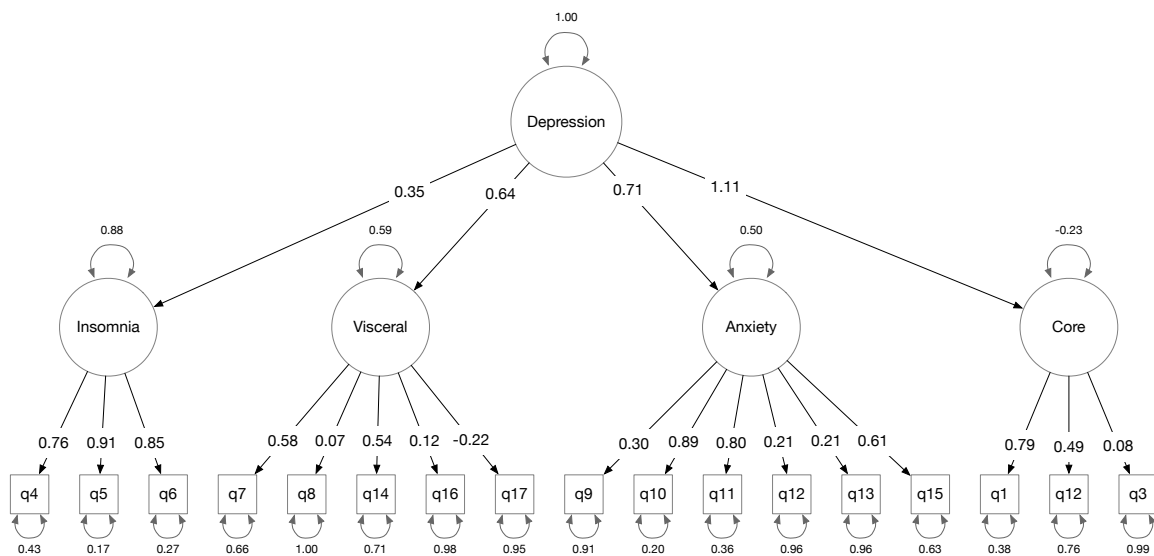 1.00
Depression
0.35 0.64 0.71 1.11
0.88 0.59 0.50 -0.23
Insomnia Visceral Anxiety Core
0.76 0.91 0.85 0.58 0.07 0.54 0.12 -0.22 0.30 0.89 0.80 0.21 0.21 0.61 0.79 0.49 0.08
q4 q5 q6 q7 q8 q14 q16 q17 q9 q10 q11 q12 q13 q15 q1 q12 q3
0.43 0.17 0.27 0.66 1.00 0.71 0.98 0.95 0.91 0.20 0.36 0.96 0.96 0.63 0.38 0.76 0.99